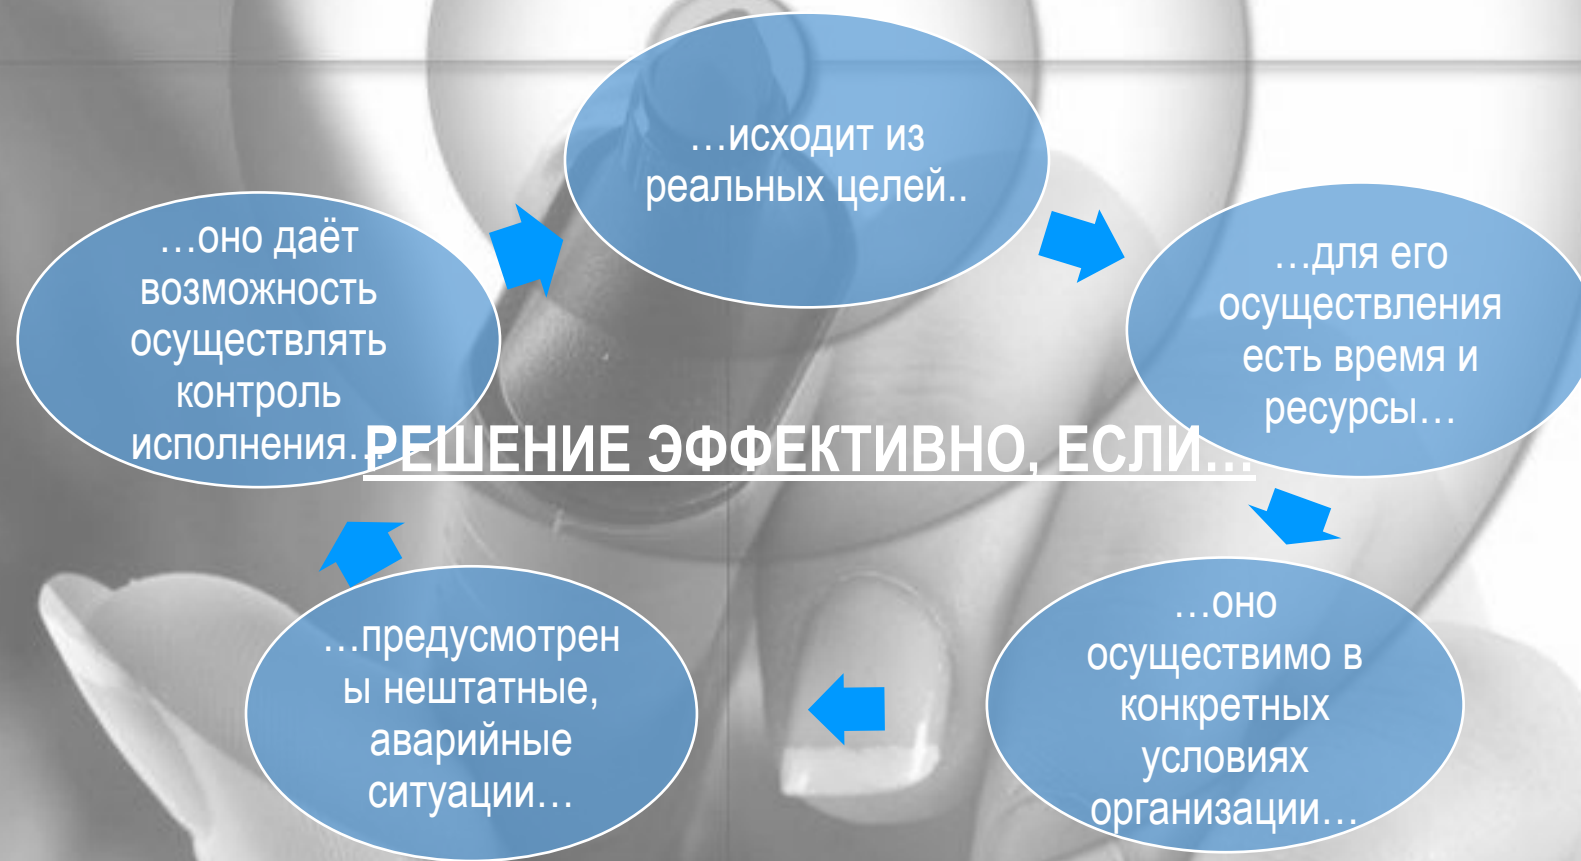 …исходит из
реальных целей..
…для его
осуществления
есть время и
ресурсы…
…оно
осуществимо в
конкретных
условиях
организации…
…предусмотрен
ы нештатные,
аварийные
ситуации…
…оно даёт
возможность
осуществлять
контроль
исполнения…
РЕШЕНИЕ ЭФФЕКТИВНО, ЕСЛИ…